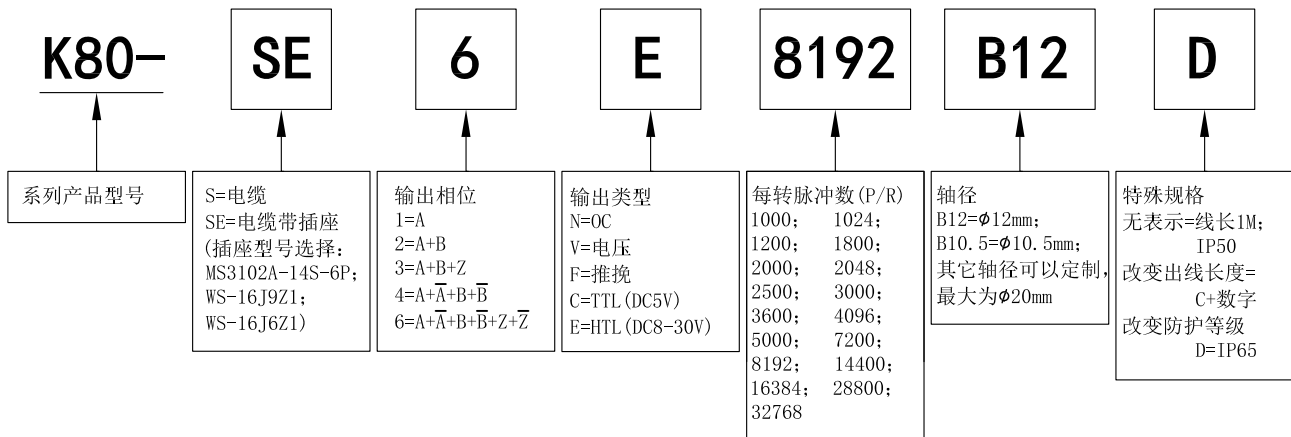 K80-
SE
6
E
8192
B12
D
系列产品型号
S=电缆
SE=电缆带插座
(插座型号选择:
MS3102A-14S-6P;
WS-16J9Z1;
WS-16J6Z1)
输出相位
1=A
2=A+B
3=A+B+Z
4=A+A̅+B+B̅
6=A+A̅+B+B̅+Z+Z̅
输出类型
N=OC
V=电压
F=推挽
C=TTL(DC5V)
E=HTL(DC8-30V)
每转脉冲数(P/R)
1000; 1024;
1200; 1800;
2000; 2048;
2500; 3000;
3600; 4096;
5000; 7200;
8192; 14400;
16384; 28800;
32768
轴径
B12=Φ12mm;
B10.5=Φ10.5mm;
其它轴径可以定制,
最大为Φ20mm
特殊规格
无表示=线长1M;
IP50
改变出线长度=
C+数字
改变防护等级
D=IP65